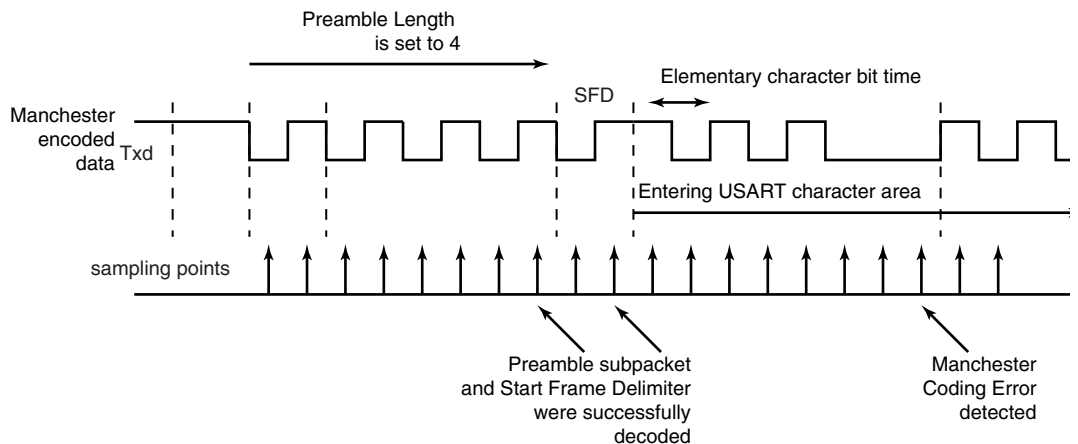 Preamble Length
is set to 4
Elementary character bit time
SFD
Manchester
encoded
data
Txd
Entering USART character area
sampling points
Preamble subpacket
and Start Frame Delimiter
were successfully
decoded
Manchester
Coding Error
detected